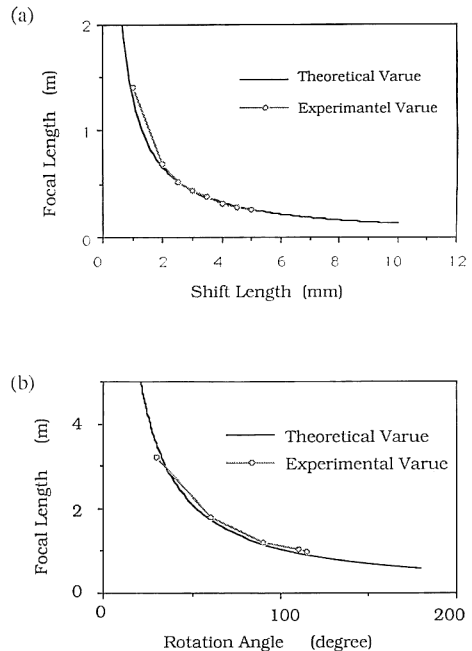 (a)
2
Theoretical Varue
Experimantel Varue
1
0
Focal Length (m)
0 2 4 6 8 10 12
Shift Length (mm)
(b)
4
Theoretical Varue
Experimental Varue
2
0
Focal Length (m)
0 100 200
Rotation Angle (degree)